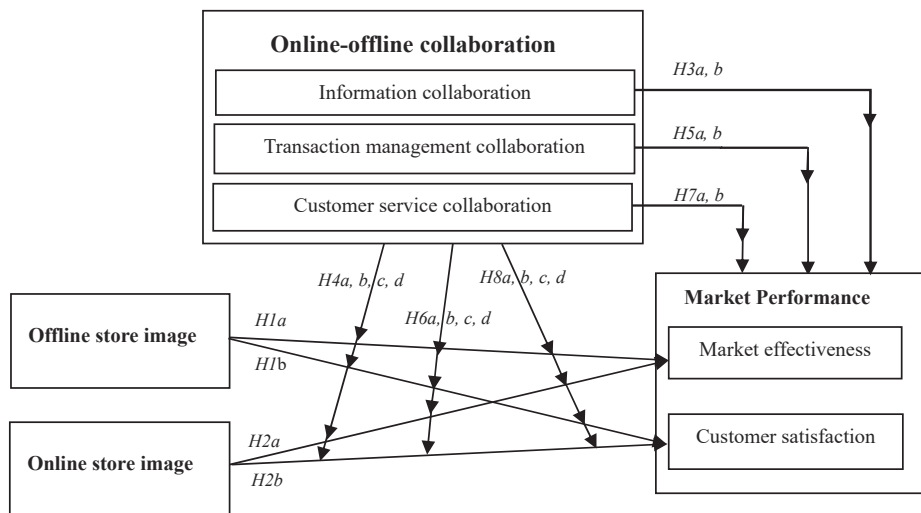 Online-offline collaboration
Information collaboration
H3a, b
Transaction management collaboration
H5a, b
Customer service collaboration
H7a, b
H4a, b, c, d
H8a, b, c, d
H6a, b, c, d
Market Performance
Offline store image
H1a
H1b
Market effectiveness
Online store image
H2a
H2b
Customer satisfaction